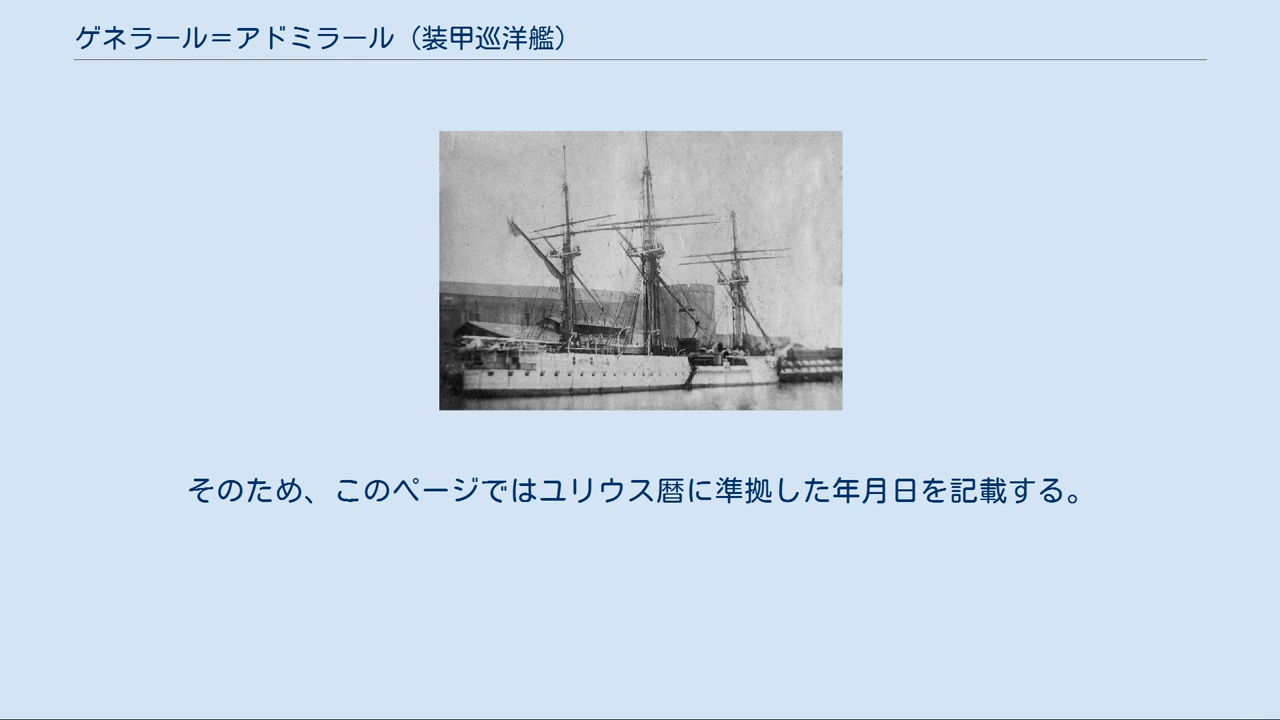 ゲネラール＝アドミラール（装甲巡洋艦）
そのため、このページではユリウス暦に準拠した年月日を記載する。